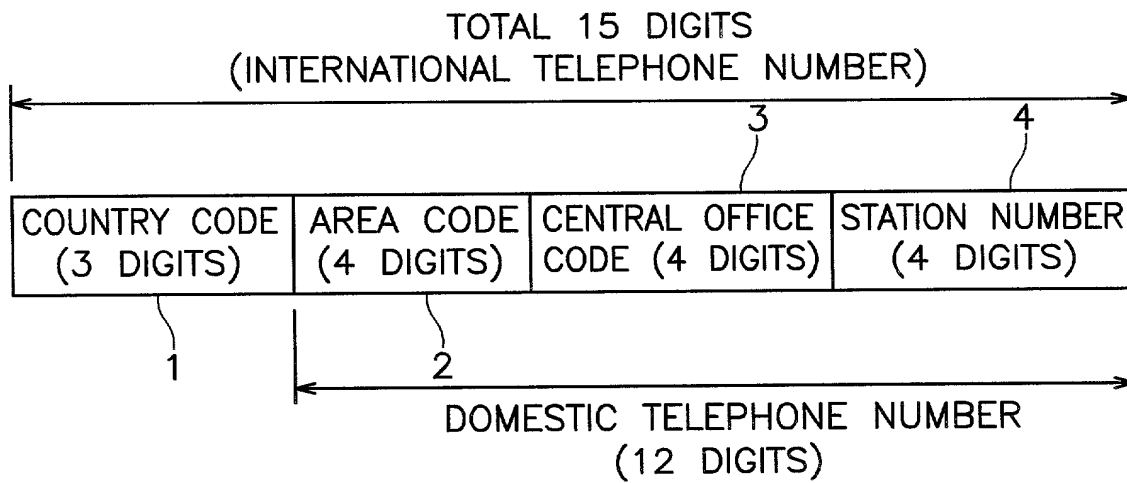 TOTAL 15 DIGITS
(INTERNATIONAL TELEPHONE NUMBER)
3
4
COUNTRY CODE
(3 DIGITS)
AREA CODE
(4 DIGITS)
CENTRAL OFFICE
CODE (4 DIGITS)
STATION NUMBER
(4 DIGITS)
1
2
DOMESTIC TELEPHONE NUMBER
(12 DIGITS)